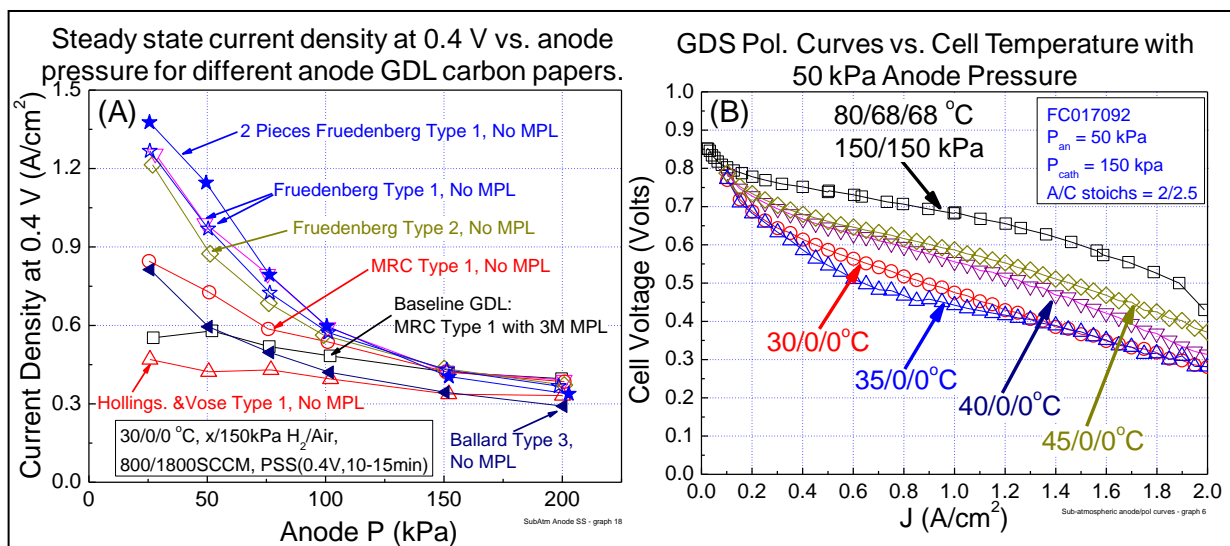 Steady state current density at 0.4 V vs. anode
pressure for different anode GDL carbon papers.
(A)
1.5
1.2
0.9
0.6
0.3
0.0
Current Density at 0.4 V (A/cm²)
2 Pieces Fruedenberg Type 1, No MPL
Fruedenberg Type 1, No MPL
Fruedenberg Type 2, No MPL
MRC Type 1, No MPL
Baseline GDL:
MRC Type 1 with 3M MPL
Hollings. &Vose Type 1, No MPL
Ballard Type 3,
No MPL
30/0/0 °C, x/150kPa H₂/Air,
800/1800SCCM, PSS(0.4V,10-15min)
0 50 100 150 200
Anode P (kPa)
SubAtm Anode SS - graph 18
GDS Pol. Curves vs. Cell Temperature with
50 kPa Anode Pressure
(B)
1.0
0.9
0.8
0.7
0.6
0.5
0.4
0.3
0.2
0.1
0.0
Cell Voltage (Volts)
80/68/68 °C
150/150 kPa
FC017092
Pan = 50 kPa
Pcath = 150 kpa
A/C stoichs = 2/2.5
30/0/0°C
35/0/0°C
40/0/0°C
45/0/0°C
0.0 0.2 0.4 0.6 0.8 1.0 1.2 1.4 1.6 1.8 2.0
J (A/cm²)
Sub-atmospheric anode/pol curves - graph 6